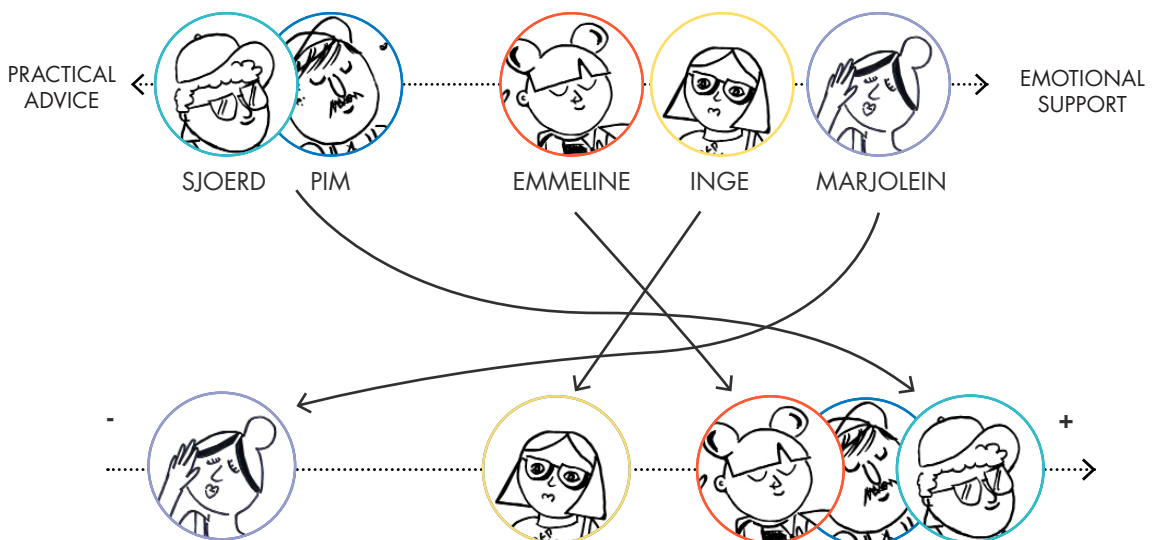 PRACTICAL
ADVICE
EMOTIONAL
SUPPORT
SJOERD
PIM
EMMELINE
INGE
MARJOLEIN
-
+